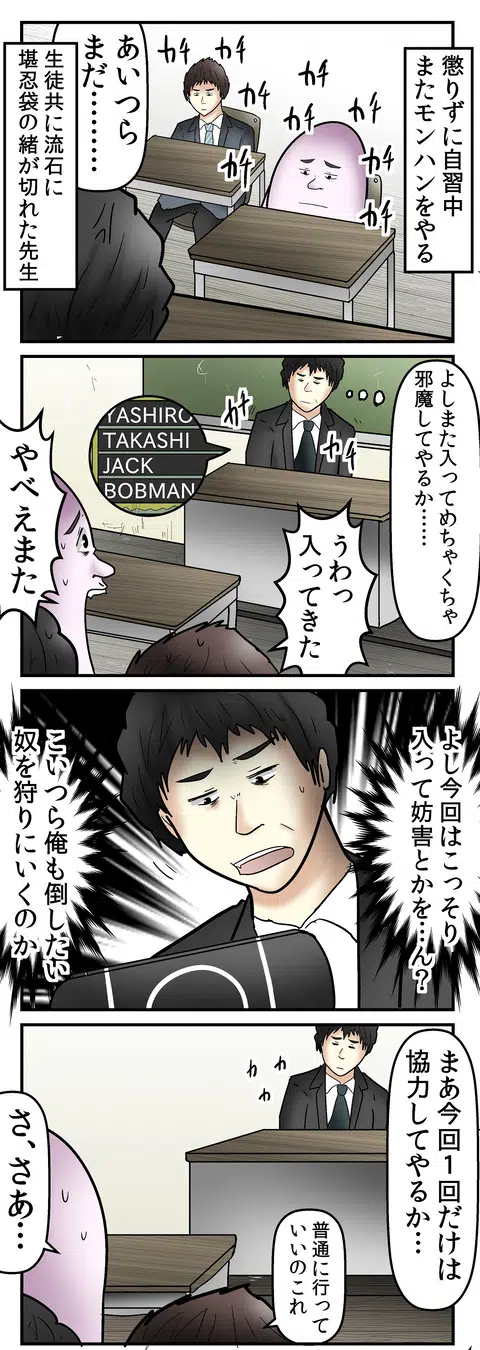 懲りずに自習中
またモンハンをやる
カチ
カチ
カチ
カチ
カチ
カチ
カチ
カチ
あいつら
まだ………
生徒共に流石に
堪忍袋の緒が切れた先生
よしまた入ってめちゃくちゃ
邪魔してやるか……
…
カチ
カチ
YASHIRO
TAKASHI
JACK
BOBMAN
うわっ
入ってきた
やべえまた
よし今回はこっそり
入って妨害とかを…ん？
こいつら俺も倒したい
奴を狩りにいくのか
まあ今回１回だけは
協力してやるか…
カカカ
普通に行って
いいのこれ
さ、さあ…